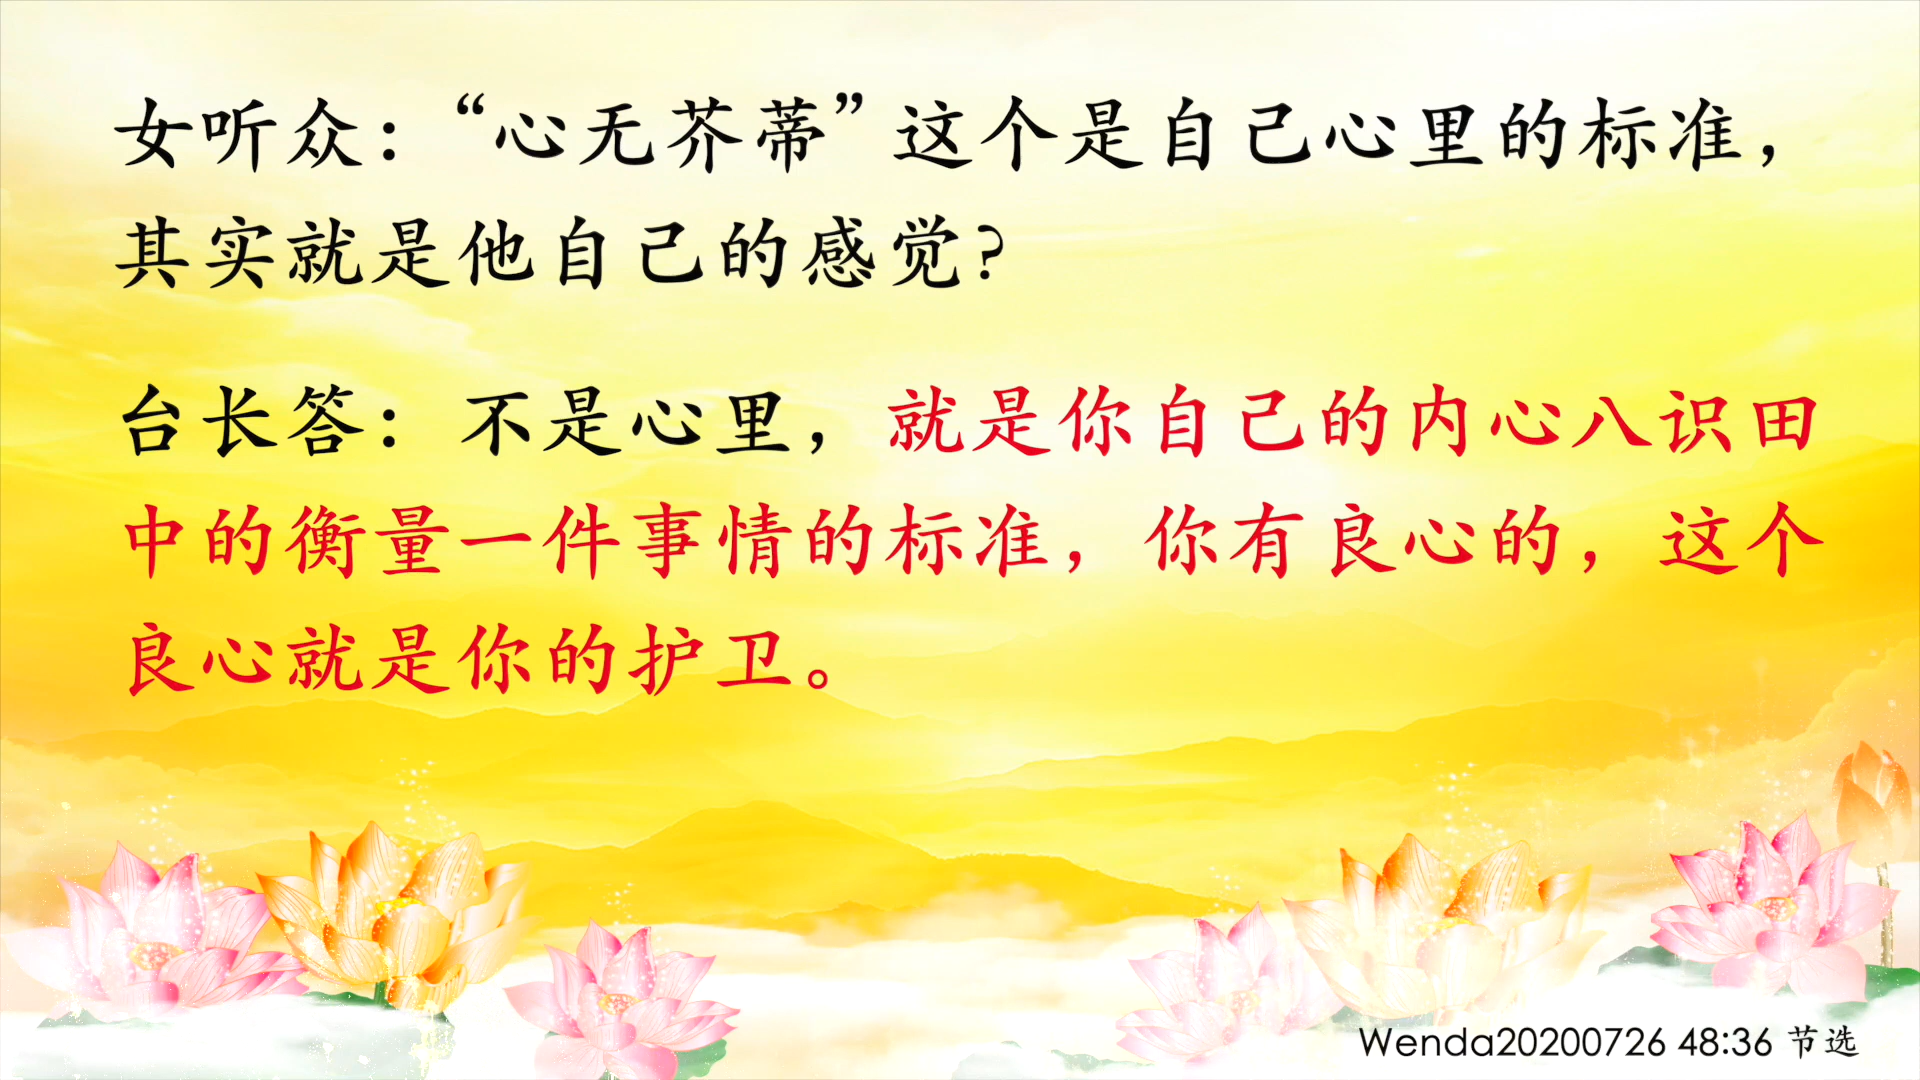 女听众：“心无芥蒂”这个是自己心里的标准，
其实就是他自己的感觉？
台长答：不是心里，就是你自己的内心八识田
中的衡量一件事情的标准，你有良心的，这个
良心就是你的护卫。
Wenda20200726 48:36 节选